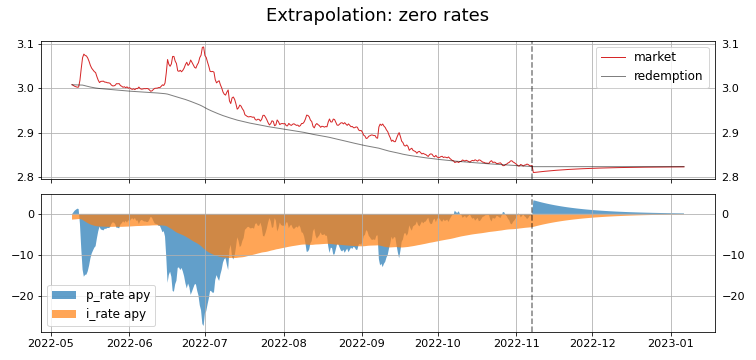 Extrapolation: zero rates
3.1 3.1
market
redemption
3.0 3.0
2.9 2.9
2.8 2.8
0 0
−10 −10
−20 −20
p_rate apy
i_rate apy
2022-05 2022-06 2022-07 2022-08 2022-09 2022-10 2022-11 2022-12 2023-01